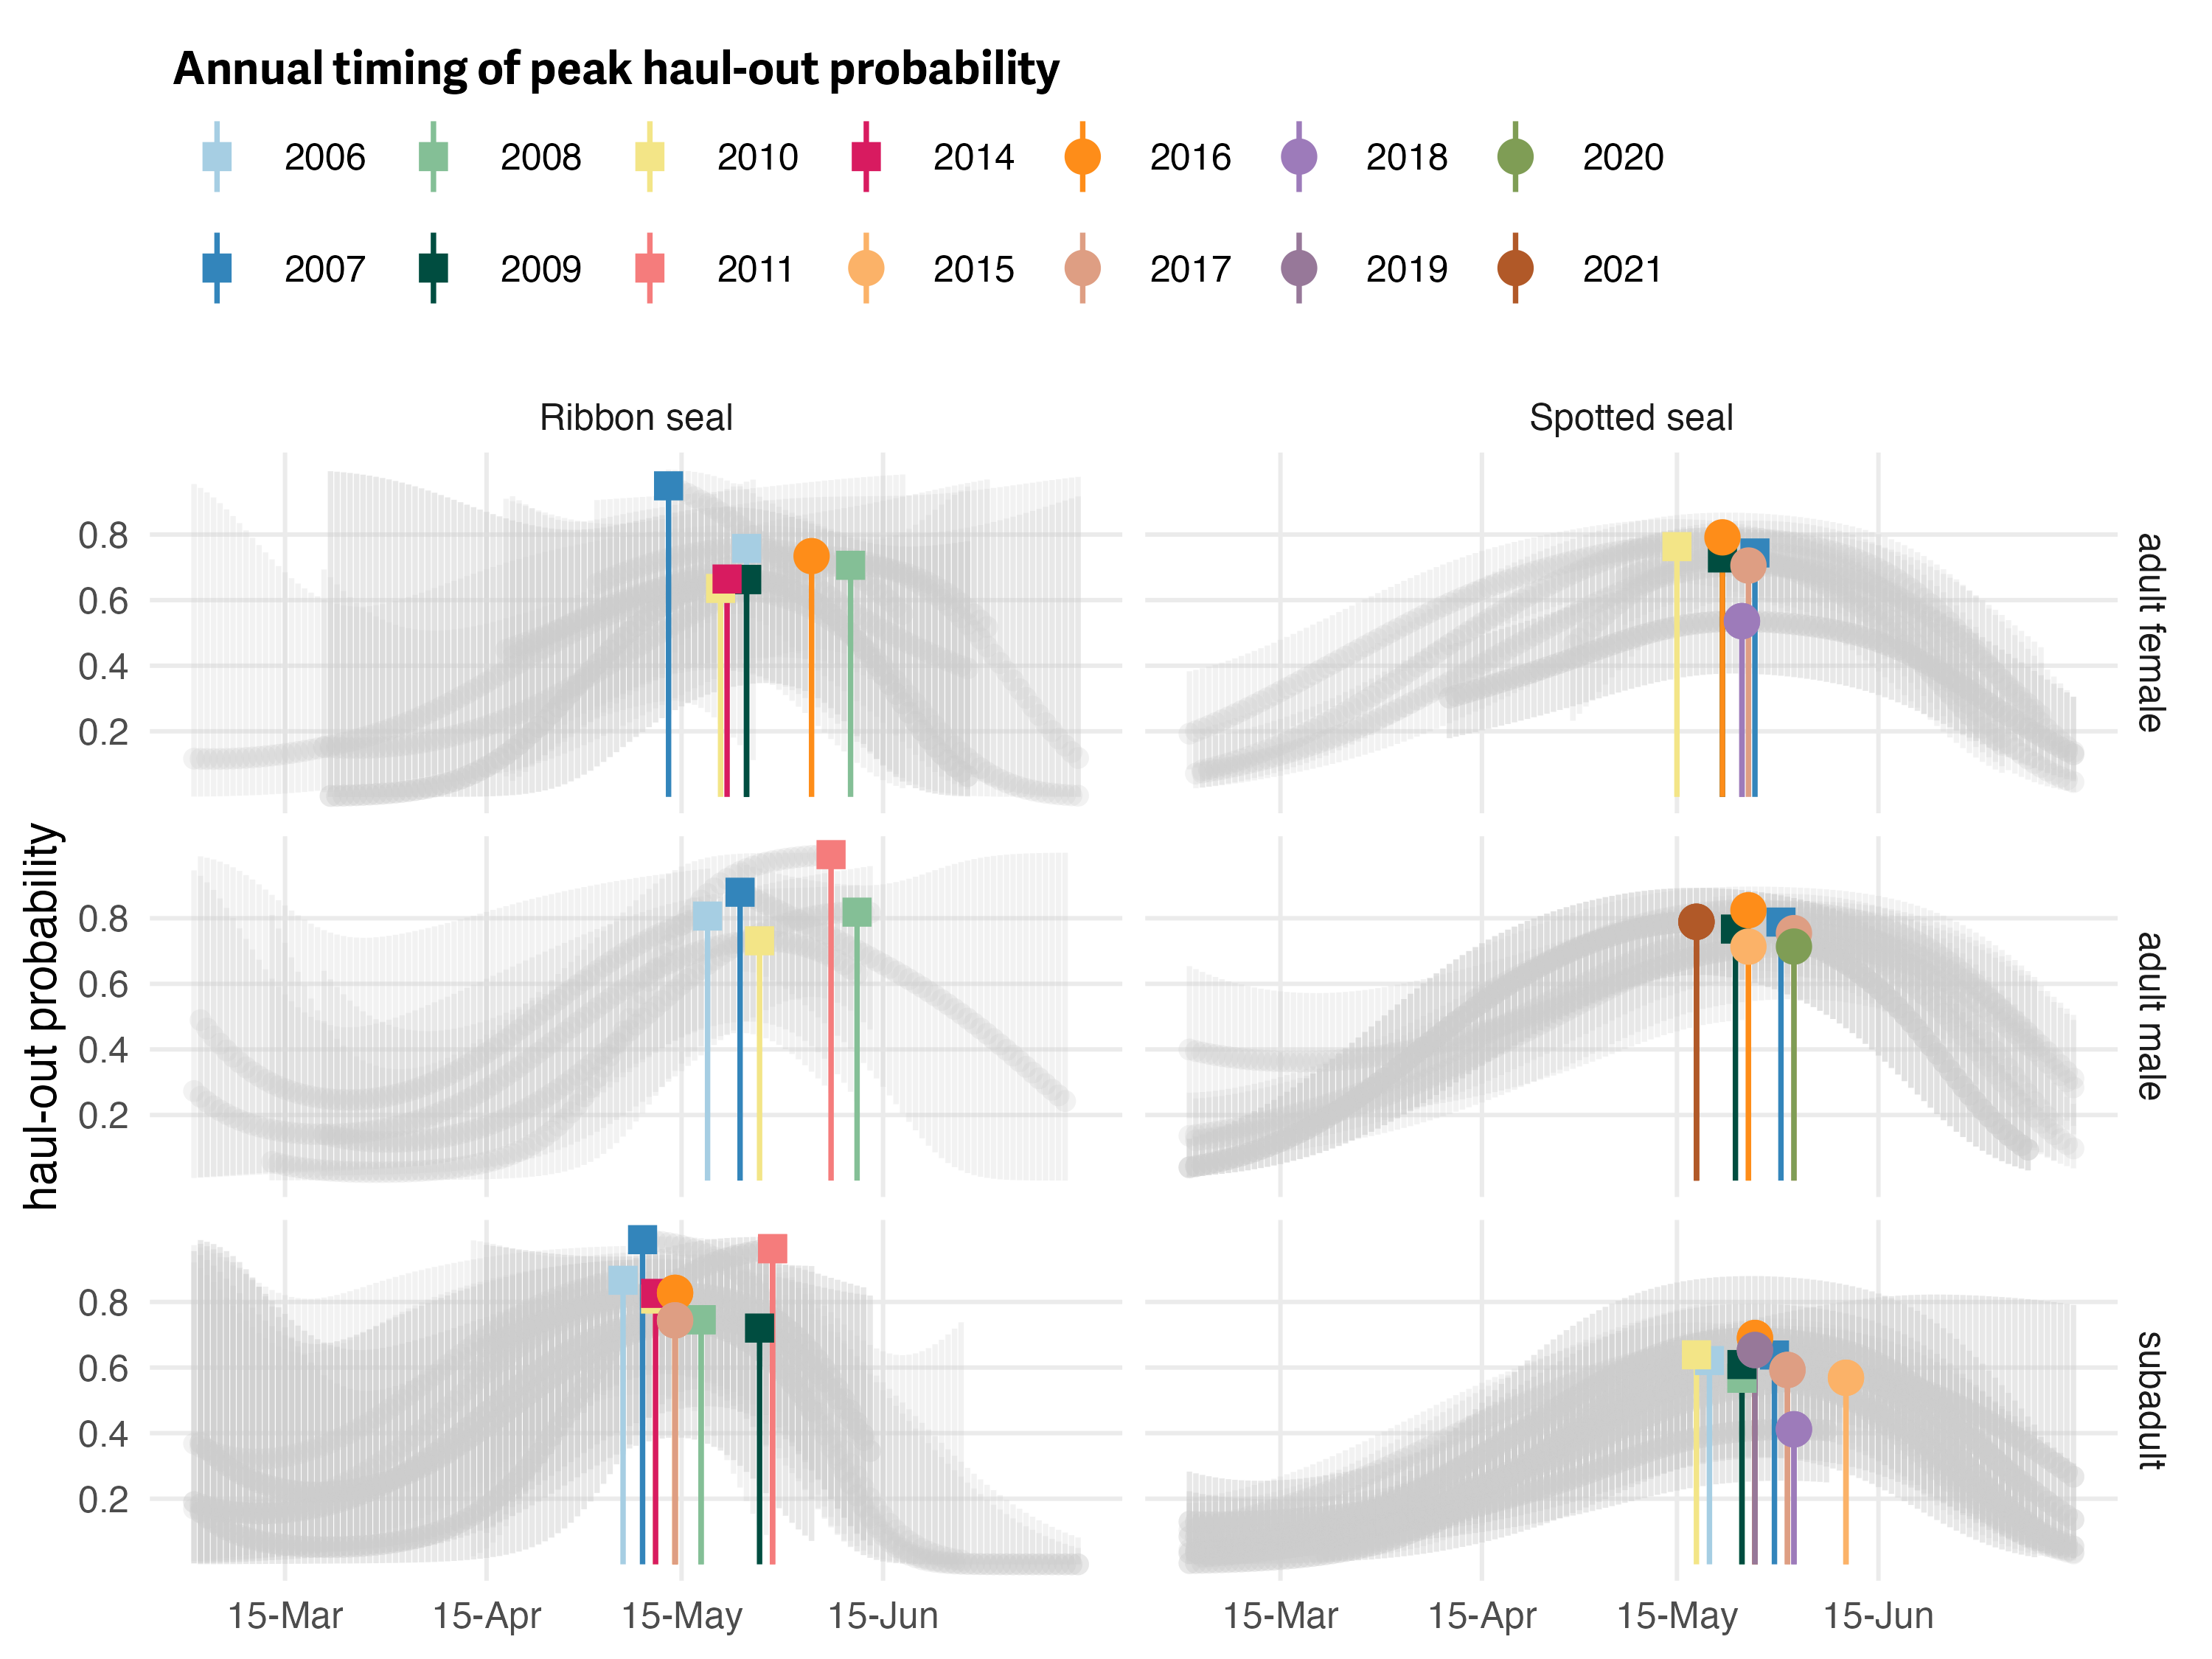 Annual timing of peak haul-out probability
2006 2008 2010 2014 2016 2018 2020
2007 2009 2011 2015 2017 2019 2021
Ribbon seal Spotted seal
haul-out probability
0.8
0.6
0.4
0.2
adult female
0.8
0.6
0.4
0.2
adult male
0.8
0.6
0.4
0.2
subadult
15-Mar 15-Apr 15-May 15-Jun 15-Mar 15-Apr 15-May 15-Jun